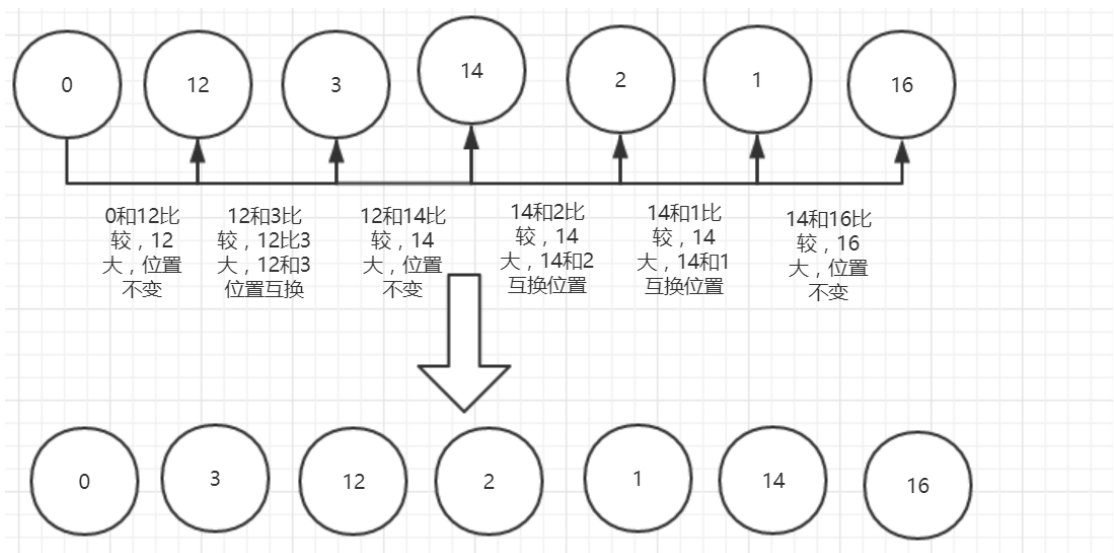 0
12
3
14
2
1
16
0和12比
较，12
大，位置
不变
12和3比
较，12比3
大，12和3
位置互换
12和14比
较，14
大，位置
不变
14和2比
较，14
大，14和2
互换位置
14和1比
较，14
大，14和1
互换位置
14和16比
较，16
大，位置
不变
0
3
12
2
1
14
16